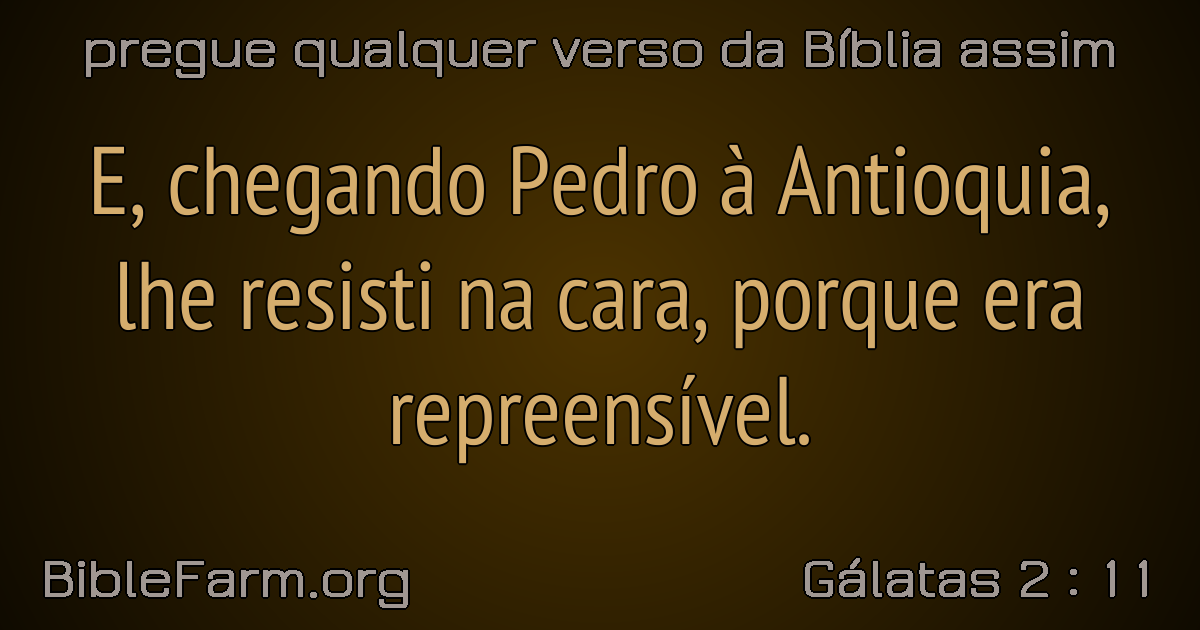 pregue qualquer verso da Bíblia assim
E, chegando Pedro à Antioquia,
lhe resisti na cara, porque era
repreensível.
BibleFarm.org
Gálatas 2 : 11